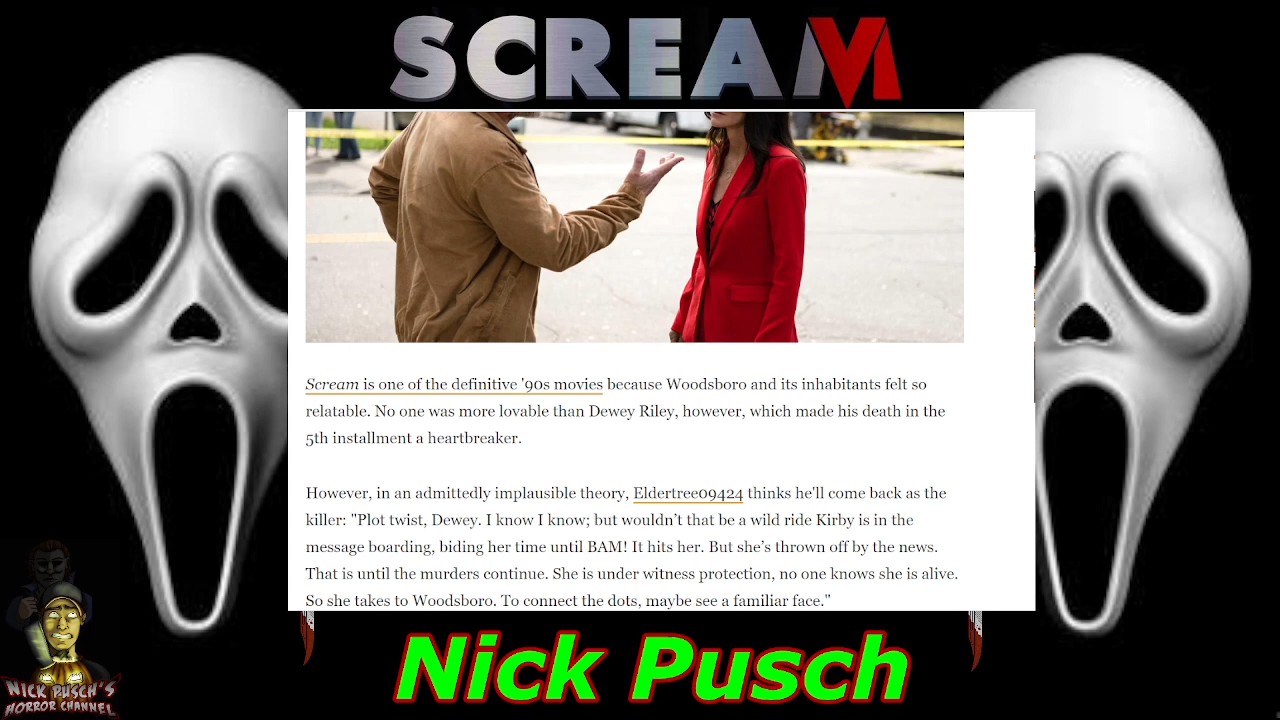 SCREAM
Scream is one of the definitive '90s movies because Woodsboro and its inhabitants felt so
relatable. No one was more lovable than Dewey Riley, however, which made his death in the
5th installment a heartbreaker.
However, in an admittedly implausible theory, Eldertree09424 thinks he'll come back as the
killer: "Plot twist, Dewey. I know I know; but wouldn’t that be a wild ride Kirby is in the
message boarding, biding her time until BAM! It hits her. But she’s thrown off by the news.
That is until the murders continue. She is under witness protection, no one knows she is alive.
So she takes to Woodsboro. To connect the dots, maybe see a familiar face."
Nick Pusch
NICK PUSCH'S
HORROR CHANNEL